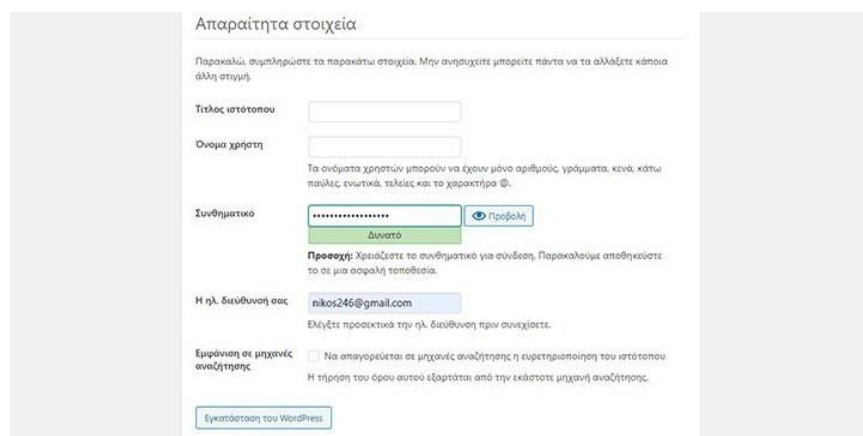 Απαραίτητα στοιχεία
Παρακαλώ, συμπληρώστε τα παρακάτω στοιχεία. Μην ανησυχείτε μπορείτε πάντα να τα αλλάξετε κάποια
άλλη στιγμή.
Τίτλος ιστότοπου
Όνομα χρήστη
Τα ονόματα χρηστών μπορούν να έχουν μόνο αριθμούς, γράμματα, κενά, κάτω
παύλες, ενωτικά, τελείες και το χαρακτήρα @.
Συνθηματικό
••••••••••••••••••
Προβολή
Δυνατό
Προσοχή: Χρειάζεστε το συνθηματικό για σύνδεση. Παρακαλούμε αποθηκεύστε
το σε μια ασφαλή τοποθεσία.
Η ηλ. διεύθυνσή σας
nikos246@gmail.com
Ελέγξτε προσεκτικά την ηλ. διεύθυνση πριν συνεχίσετε.
Εμφάνιση σε μηχανές
αναζήτησης
Να απαγορεύεται σε μηχανές αναζήτησης η ευρετηριοποίηση του ιστότοπου
Η τήρηση του όρου αυτού εξαρτάται από την εκάστοτε μηχανή αναζήτησης.
Εγκατάσταση του WordPress